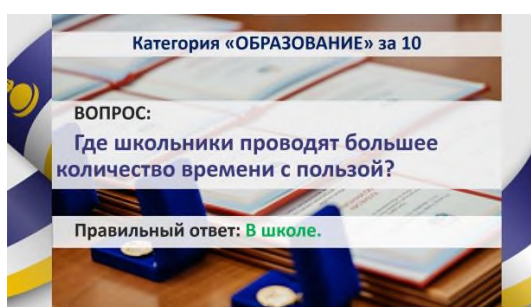 Категория «ОБРАЗОВАНИЕ» за 10
ВОПРОС:
Где школьники проводят большее
количество времени с пользой?
Правильный ответ: В школе.